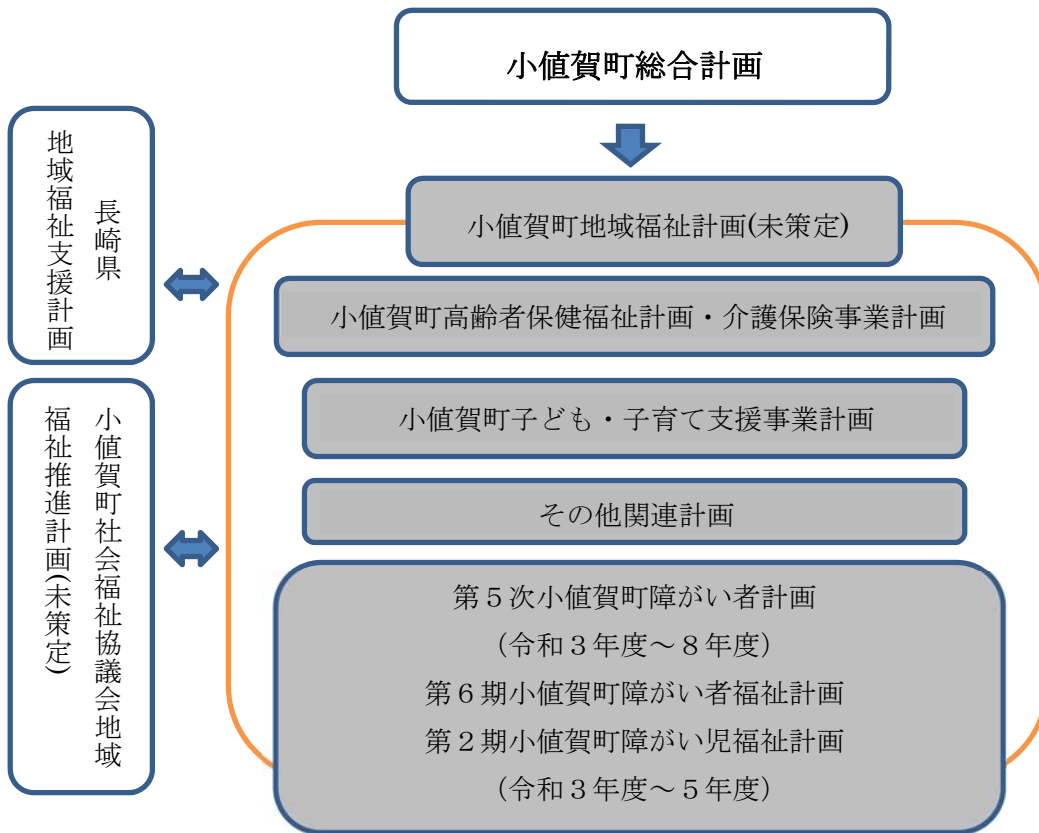 小値賀町総合計画
長崎県
地域福祉支援計画
小値賀町地域福祉計画(未策定)
小値賀町高齢者保健福祉計画・介護保険事業計画
小値賀町子ども・子育て支援事業計画
その他関連計画
小値賀町社会福祉協議会地域
福祉推進計画(未策定)
第５次小値賀町障がい者計画
（令和３年度～８年度）
第６期小値賀町障がい者福祉計画
第２期小値賀町障がい児福祉計画
（令和３年度～５年度）